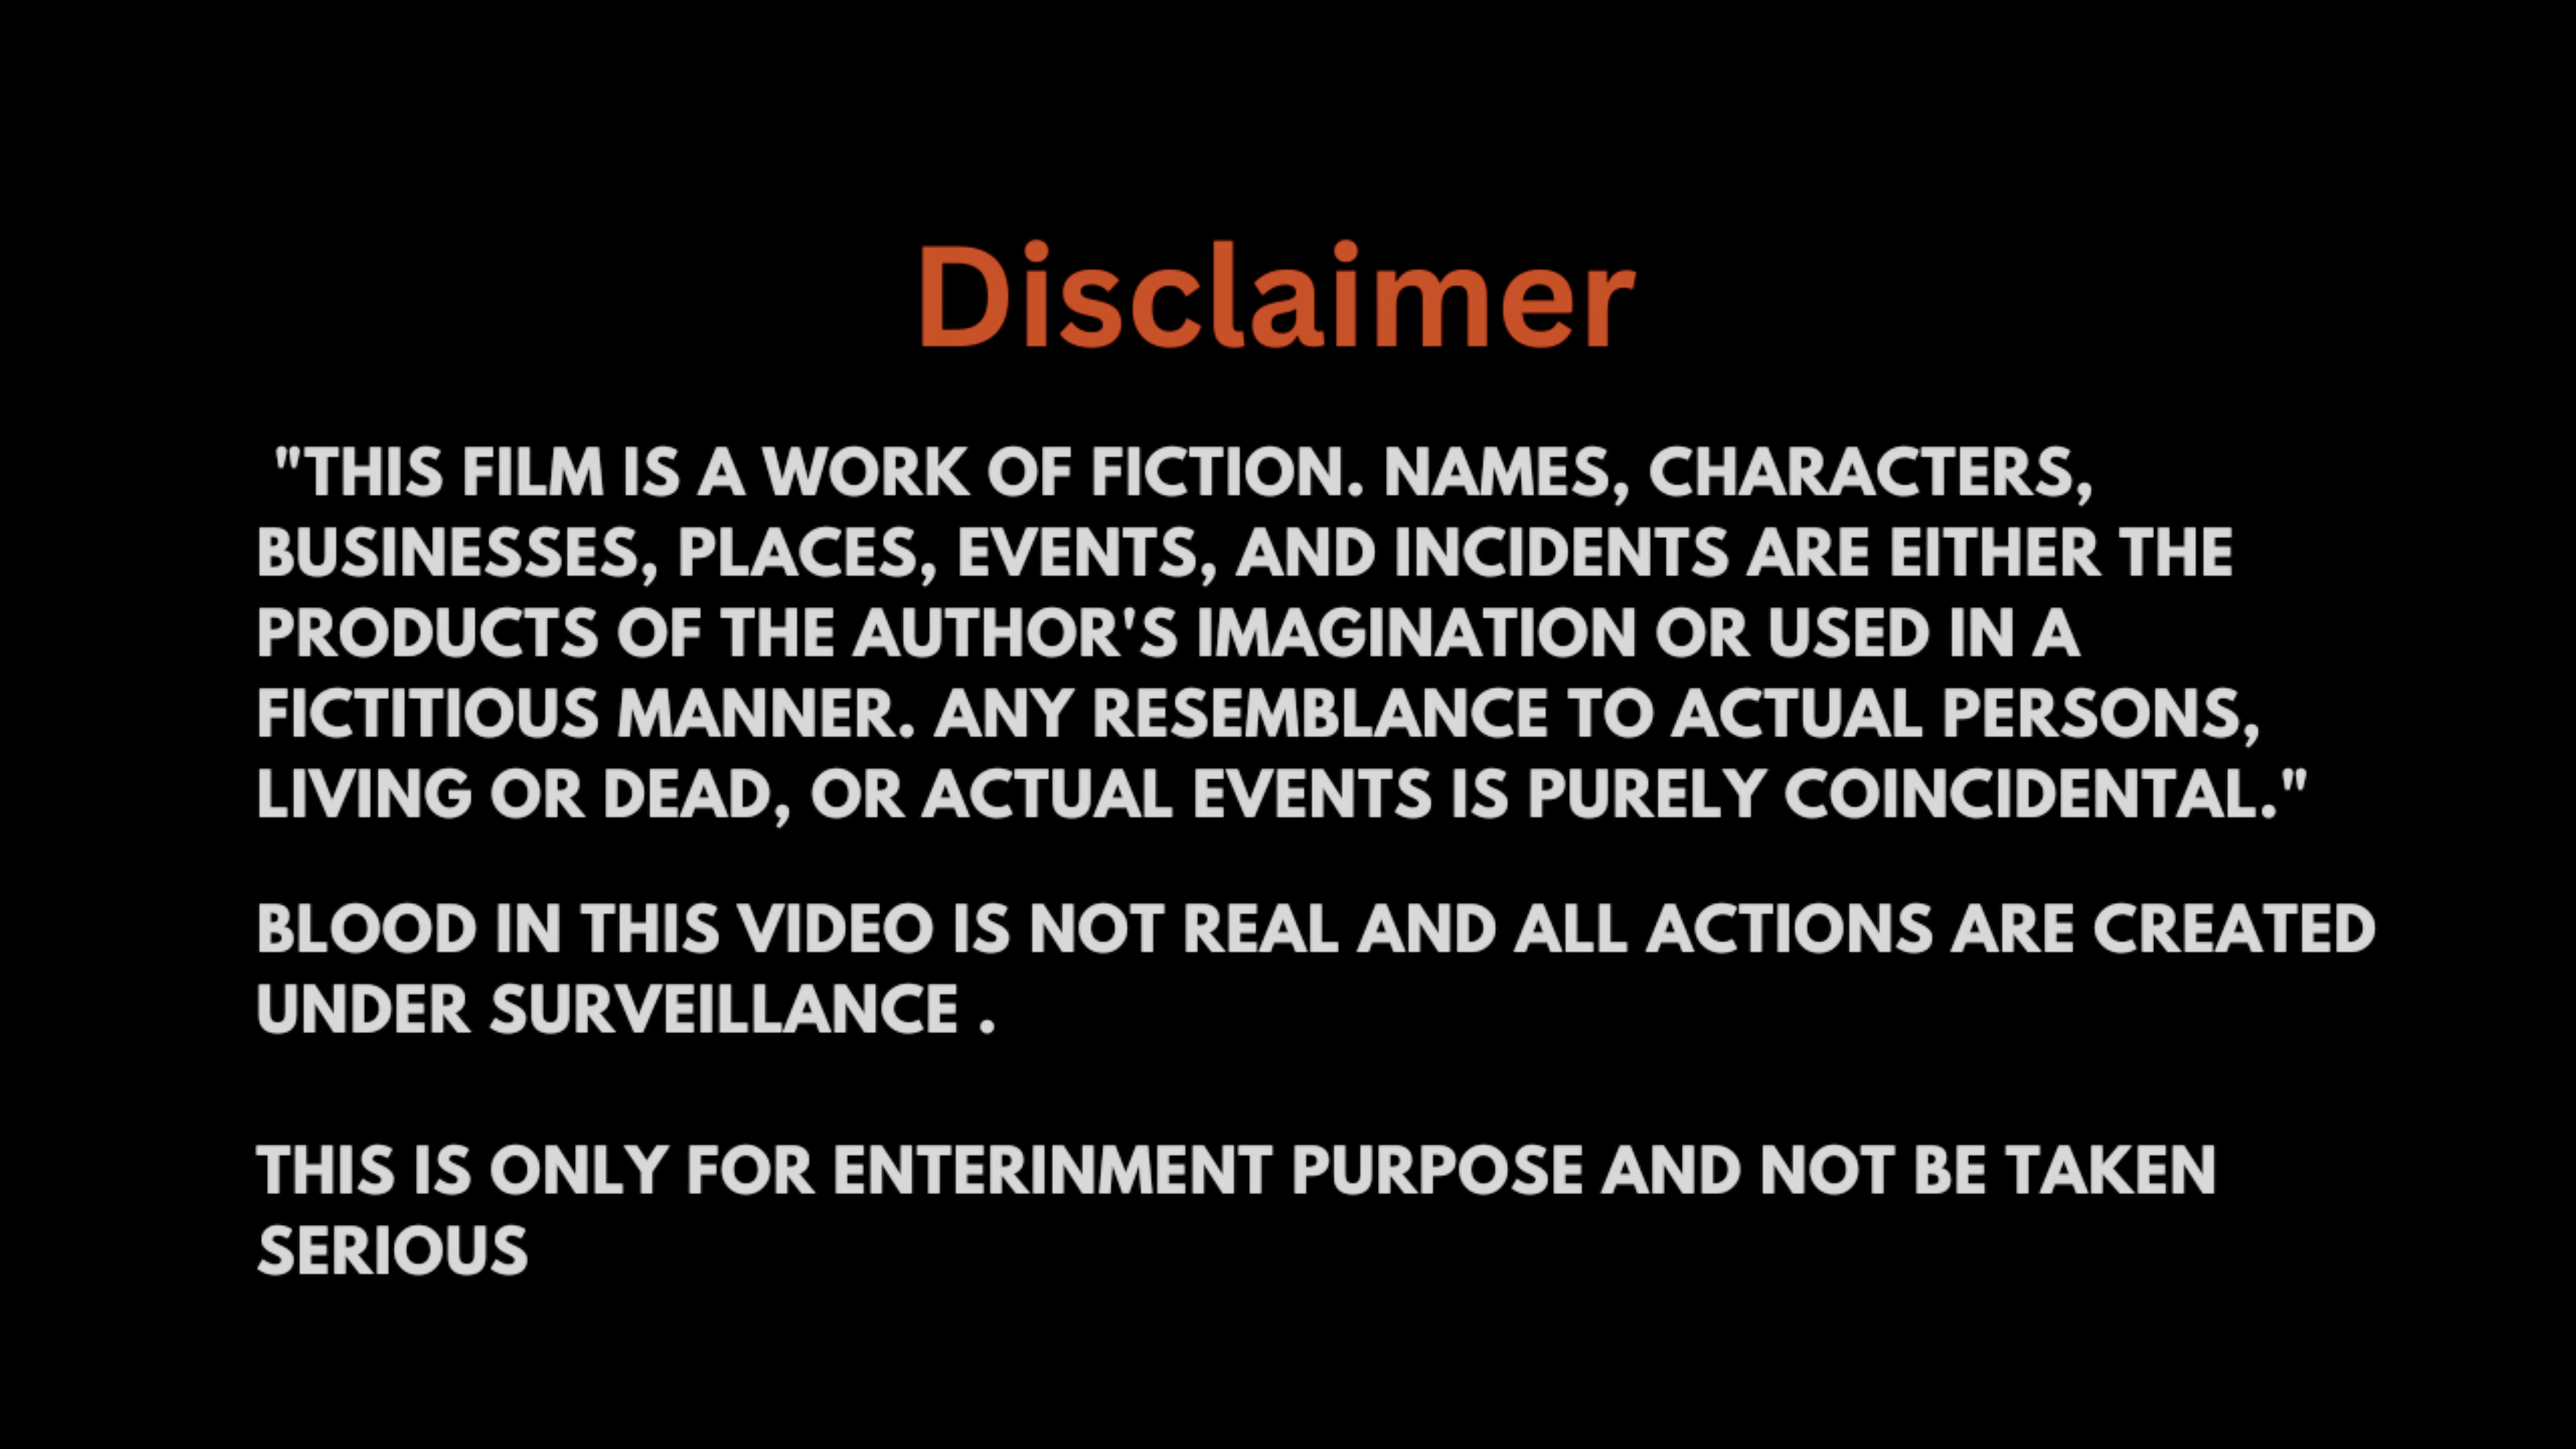 Disclaimer
"THIS FILM IS A WORK OF FICTION. NAMES, CHARACTERS,
BUSINESSES, PLACES, EVENTS, AND INCIDENTS ARE EITHER THE
PRODUCTS OF THE AUTHOR'S IMAGINATION OR USED IN A
FICTITIOUS MANNER. ANY RESEMBLANCE TO ACTUAL PERSONS,
LIVING OR DEAD, OR ACTUAL EVENTS IS PURELY COINCIDENTAL."
BLOOD IN THIS VIDEO IS NOT REAL AND ALL ACTIONS ARE CREATED
UNDER SURVEILLANCE .
THIS IS ONLY FOR ENTERINMENT PURPOSE AND NOT BE TAKEN
SERIOUS